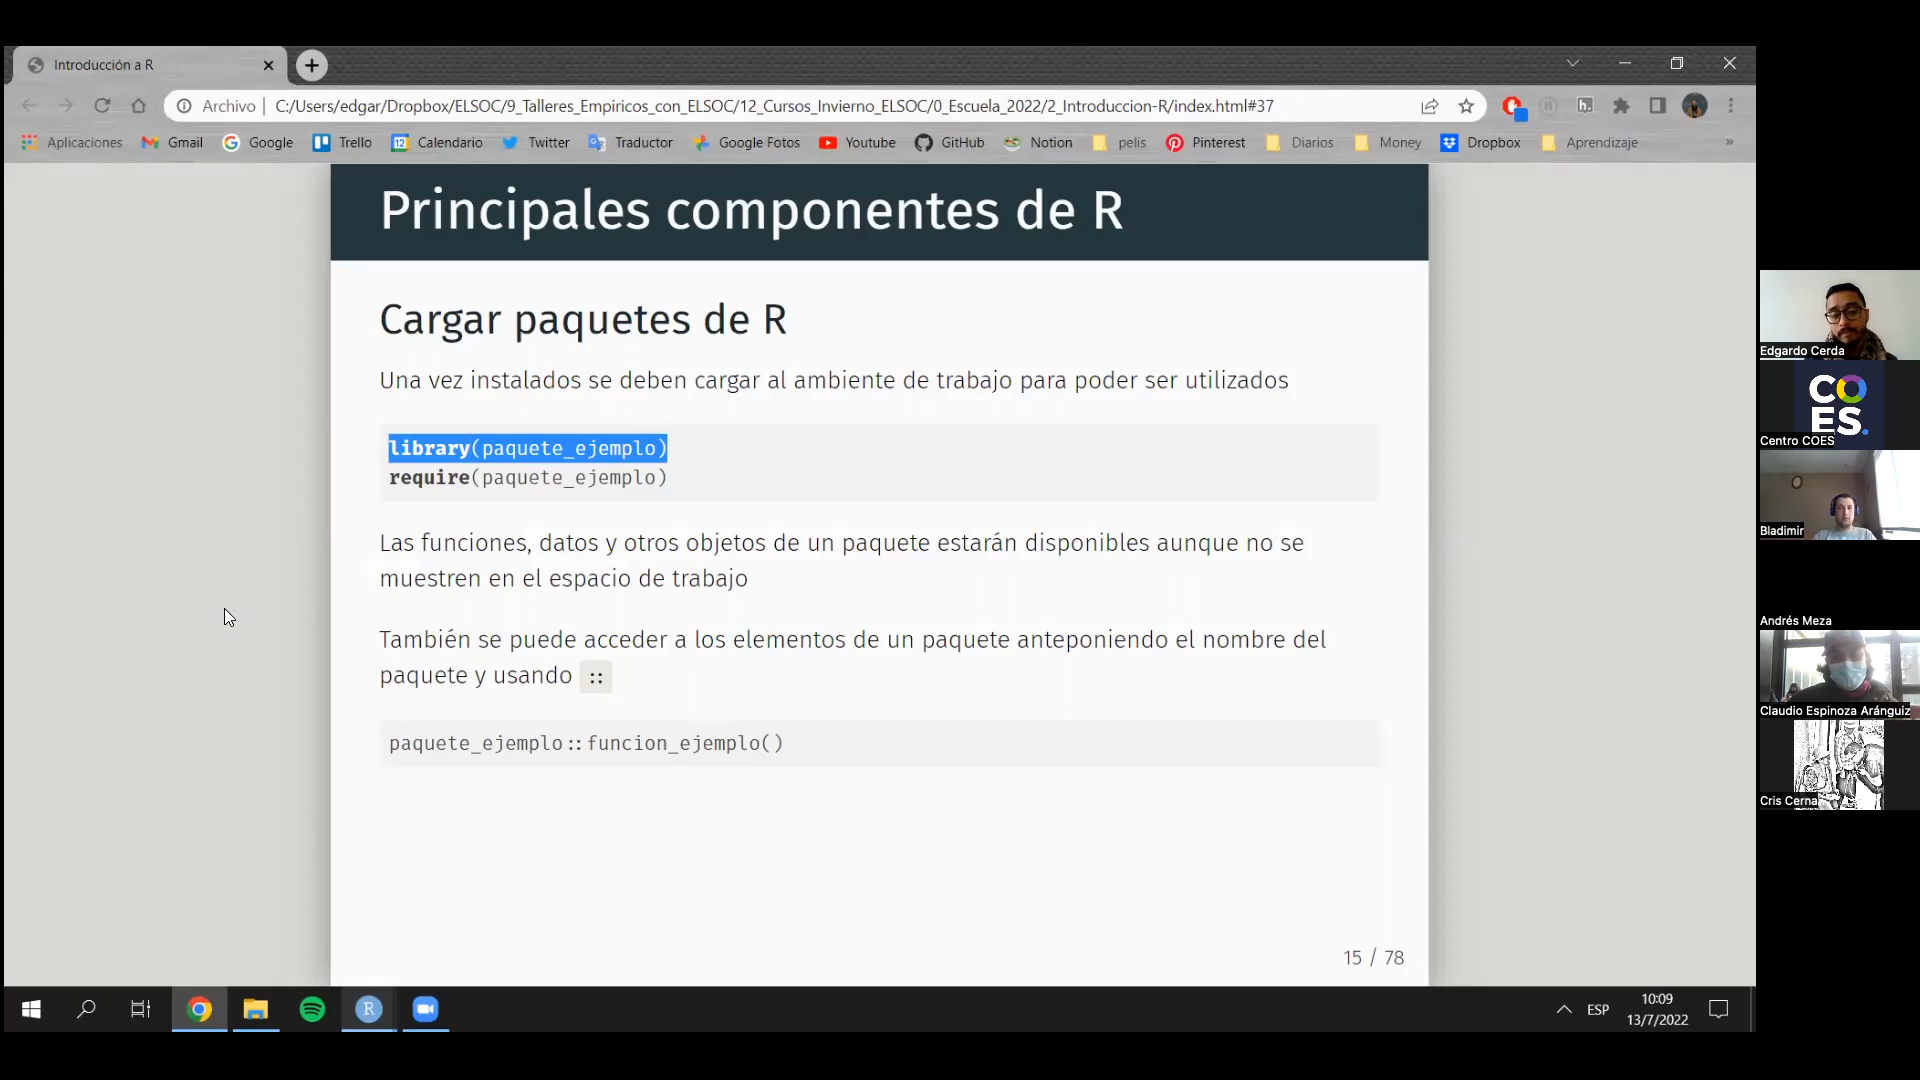 Introducción a R
Archivo | C:/Users/edgar/Dropbox/ELSOC/9_Talleres_Empiricos_con_ELSOC/12_Cursos_Invierno_ELSOC/0_Escuela_2022/2_Introduccion-R/index.html#37
Aplicaciones Gmail Google Trello 12 Calendario Twitter Traductor Google Fotos Youtube GitHub Notion pelis Pinterest Diarios Money Dropbox Aprendizaje »
Principales componentes de R
Cargar paquetes de R
Una vez instalados se deben cargar al ambiente de trabajo para poder ser utilizados
library(paquete_ejemplo)
require(paquete_ejemplo)
Las funciones, datos y otros objetos de un paquete estarán disponibles aunque no se
muestren en el espacio de trabajo
También se puede acceder a los elementos de un paquete anteponiendo el nombre del
paquete y usando ::
paquete_ejemplo::funcion_ejemplo()
15 / 78
Edgardo Cerda
CO
ES.
Centro COES
Bladimir
Andrés Meza
Claudio Espinoza Aránguiz
Cris Cerna
R
ESP
10:09
13/7/2022